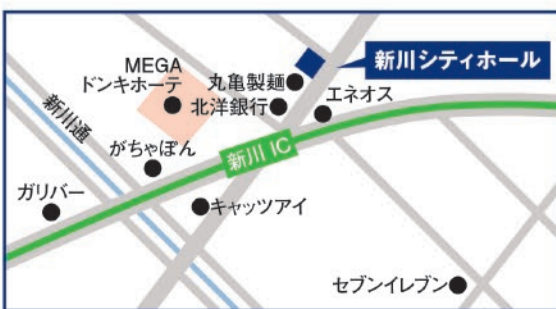 MEGA
ドンキホーテ
丸亀製麺
新川シティホール
北洋銀行
エネオス
新川通
がちゃぽん
新川 IC
ガリバー
キャッツアイ
セブンイレブン